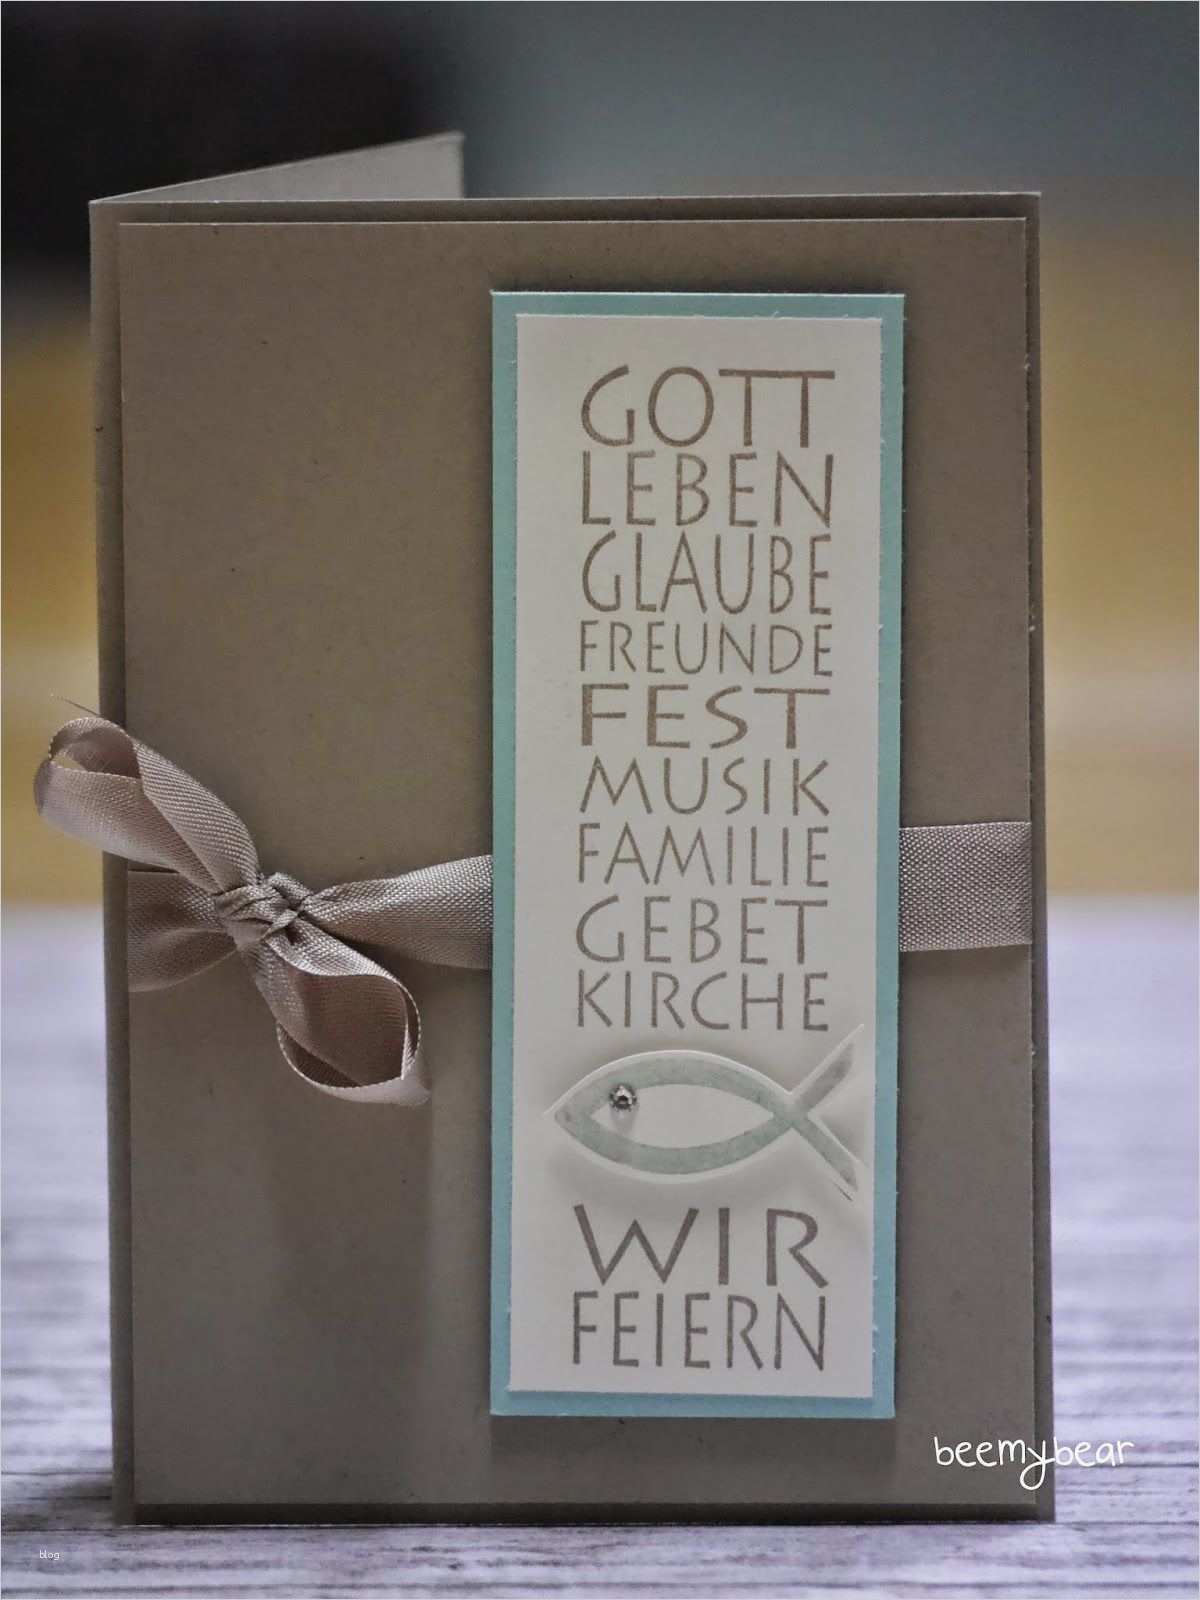 GOTT
LEBEN
GLAUBE
FREUNDE
FEST
MUSIK
FAMILIE
GEBET
KIRCHE
WIR
FEIERN
beemybear
blog